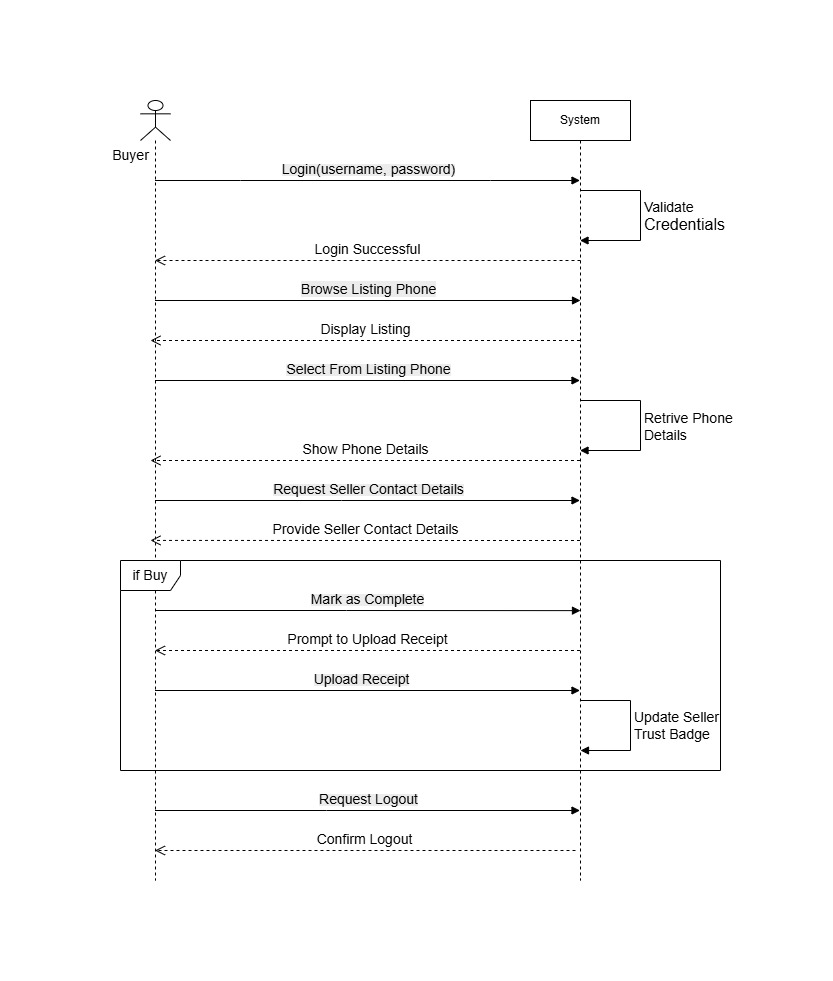 System
Buyer
Login(username, password)
Validate
Credentials
Login Successful
Browse Listing Phone
Display Listing
Select From Listing Phone
Retrive Phone
Details
Show Phone Details
Request Seller Contact Details
Provide Seller Contact Details
if Buy
Mark as Complete
Prompt to Upload Receipt
Upload Receipt
Update Seller
Trust Badge
Request Logout
Confirm Logout